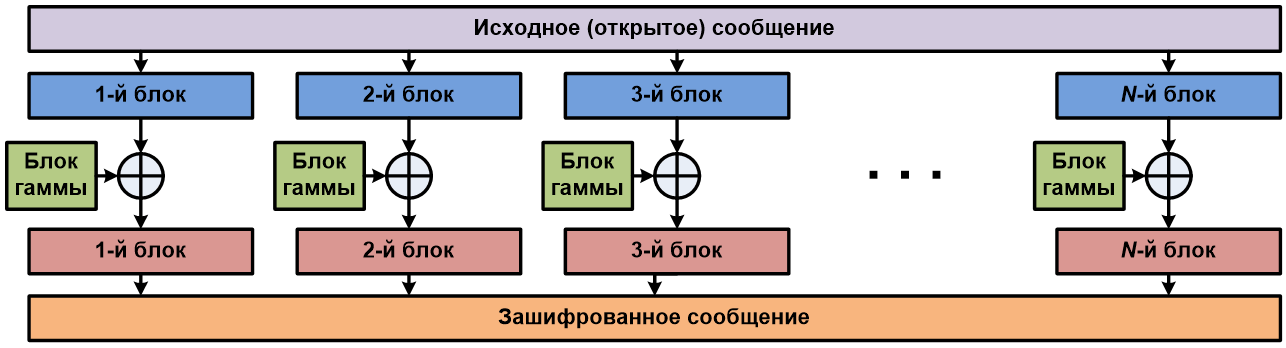 Исходное (открытое) сообщение
1-й блок
2-й блок
3-й блок
N-й блок
Блок
гаммы
Блок
гаммы
Блок
гаммы
. . .
Блок
гаммы
1-й блок
2-й блок
3-й блок
N-й блок
Зашифрованное сообщение